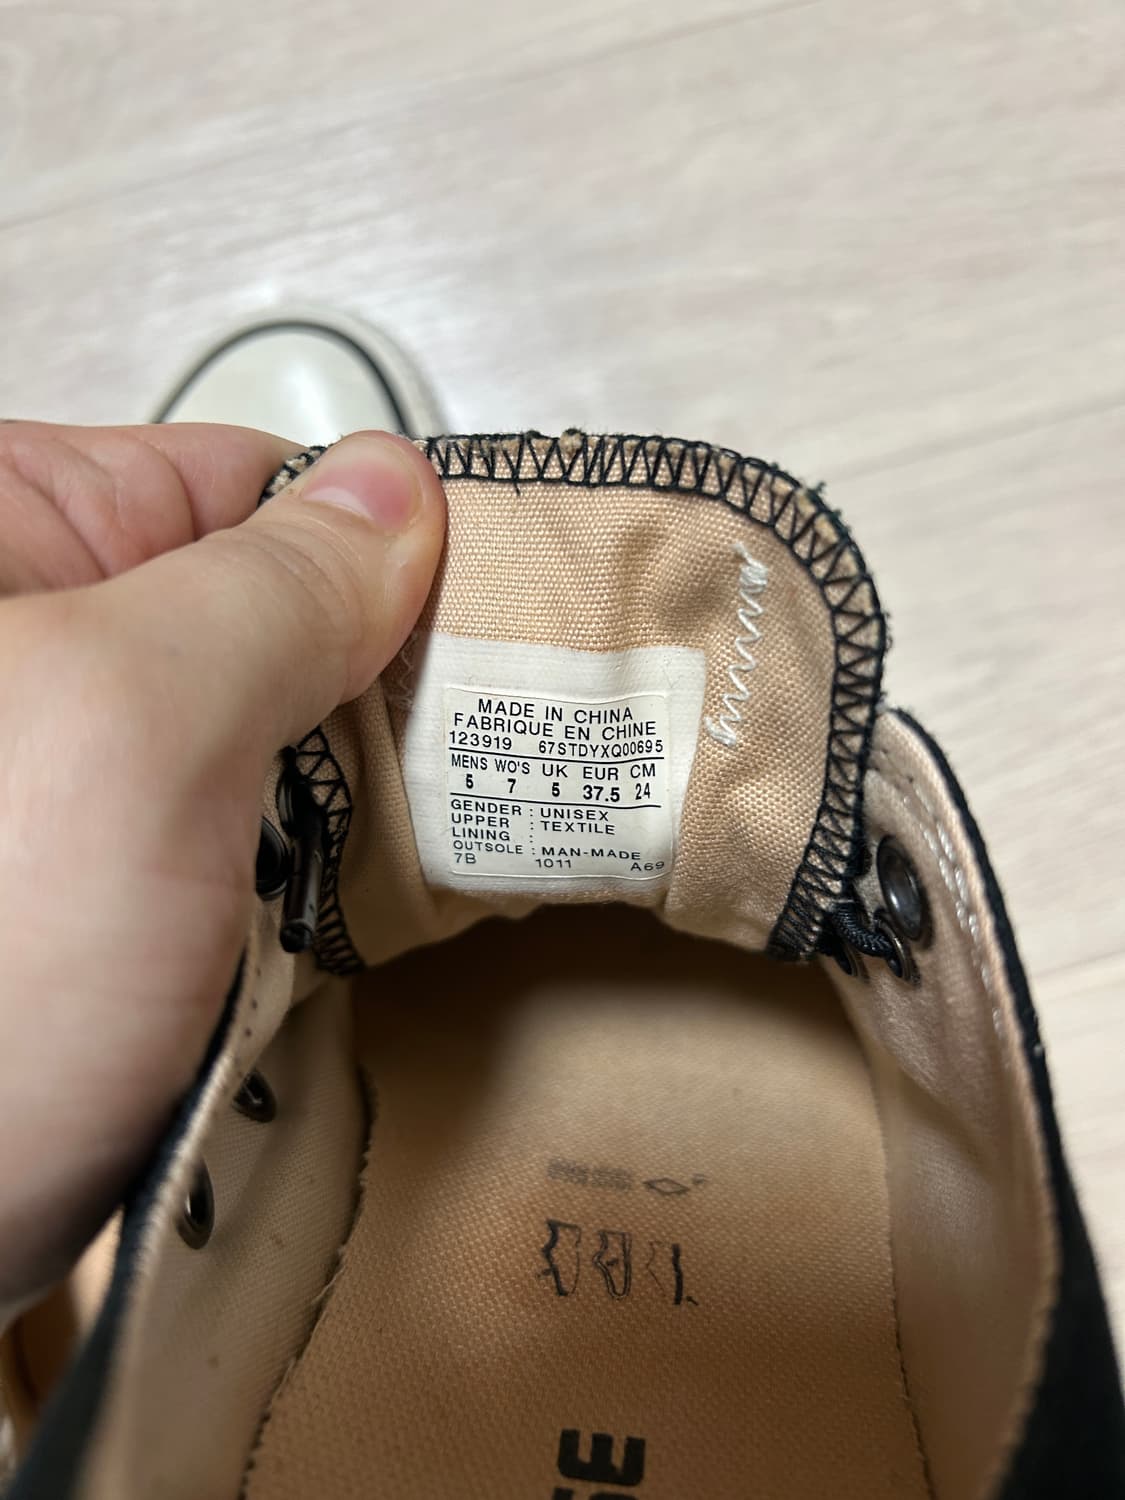 MADE IN CHINA
FABRIQUE EN CHINE
123919 67STDYXQ00695
MENS WO'S UK EUR CM
5 7 5 37.5 24
GENDER : UNISEX
UPPER : TEXTILE
LINING :
OUTSOLE : MAN-MADE
7B 1011 A69
SE